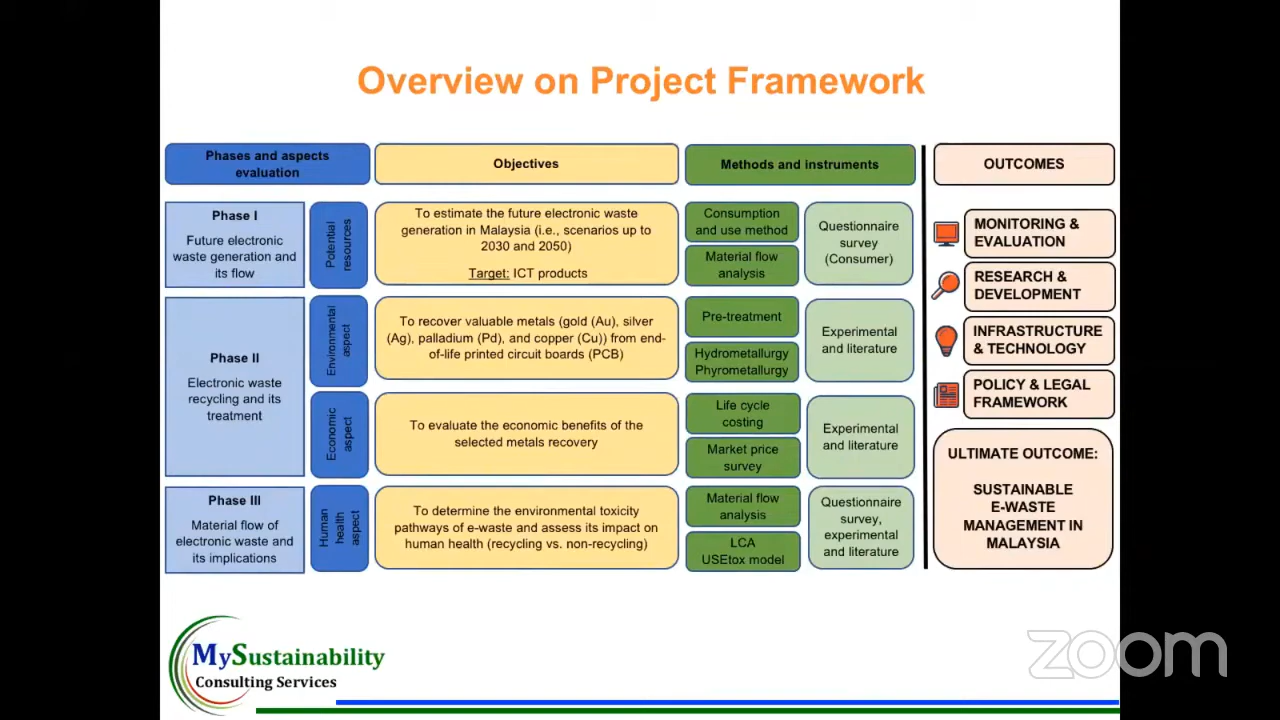 Overview on Project Framework
Phases and aspects
evaluation
Objectives
Methods and instruments
OUTCOMES
Phase I
Future electronic
waste generation and
its flow
Potential
resources
To estimate the future electronic waste
generation in Malaysia (i.e., scenarios up to
2030 and 2050)
Target: ICT products
Consumption
and use method
Material flow
analysis
Questionnaire
survey
(Consumer)
Phase II
Electronic waste
recycling and its
treatment
Environmental
aspect
To recover valuable metals (gold (Au), silver
(Ag), palladium (Pd), and copper (Cu)) from end-
of-life printed circuit boards (PCB)
Pre-treatment
Hydrometallurgy
Phyrometallurgy
Experimental
and literature
Economic
aspect
To evaluate the economic benefits of the
selected metals recovery
Life cycle
costing
Market price
survey
Experimental
and literature
Phase III
Material flow of
electronic waste and
its implications
Human
health
aspect
To determine the environmental toxicity
pathways of e-waste and assess its impact on
human health (recycling vs. non-recycling)
Material flow
analysis
LCA
USEtox model
Questionnaire
survey,
experimental
and literature
MONITORING &
EVALUATION
RESEARCH &
DEVELOPMENT
INFRASTRUCTURE
& TECHNOLOGY
POLICY & LEGAL
FRAMEWORK
ULTIMATE OUTCOME:
SUSTAINABLE
E-WASTE
MANAGEMENT IN
MALAYSIA
MySustainability
Consulting Services
zoom